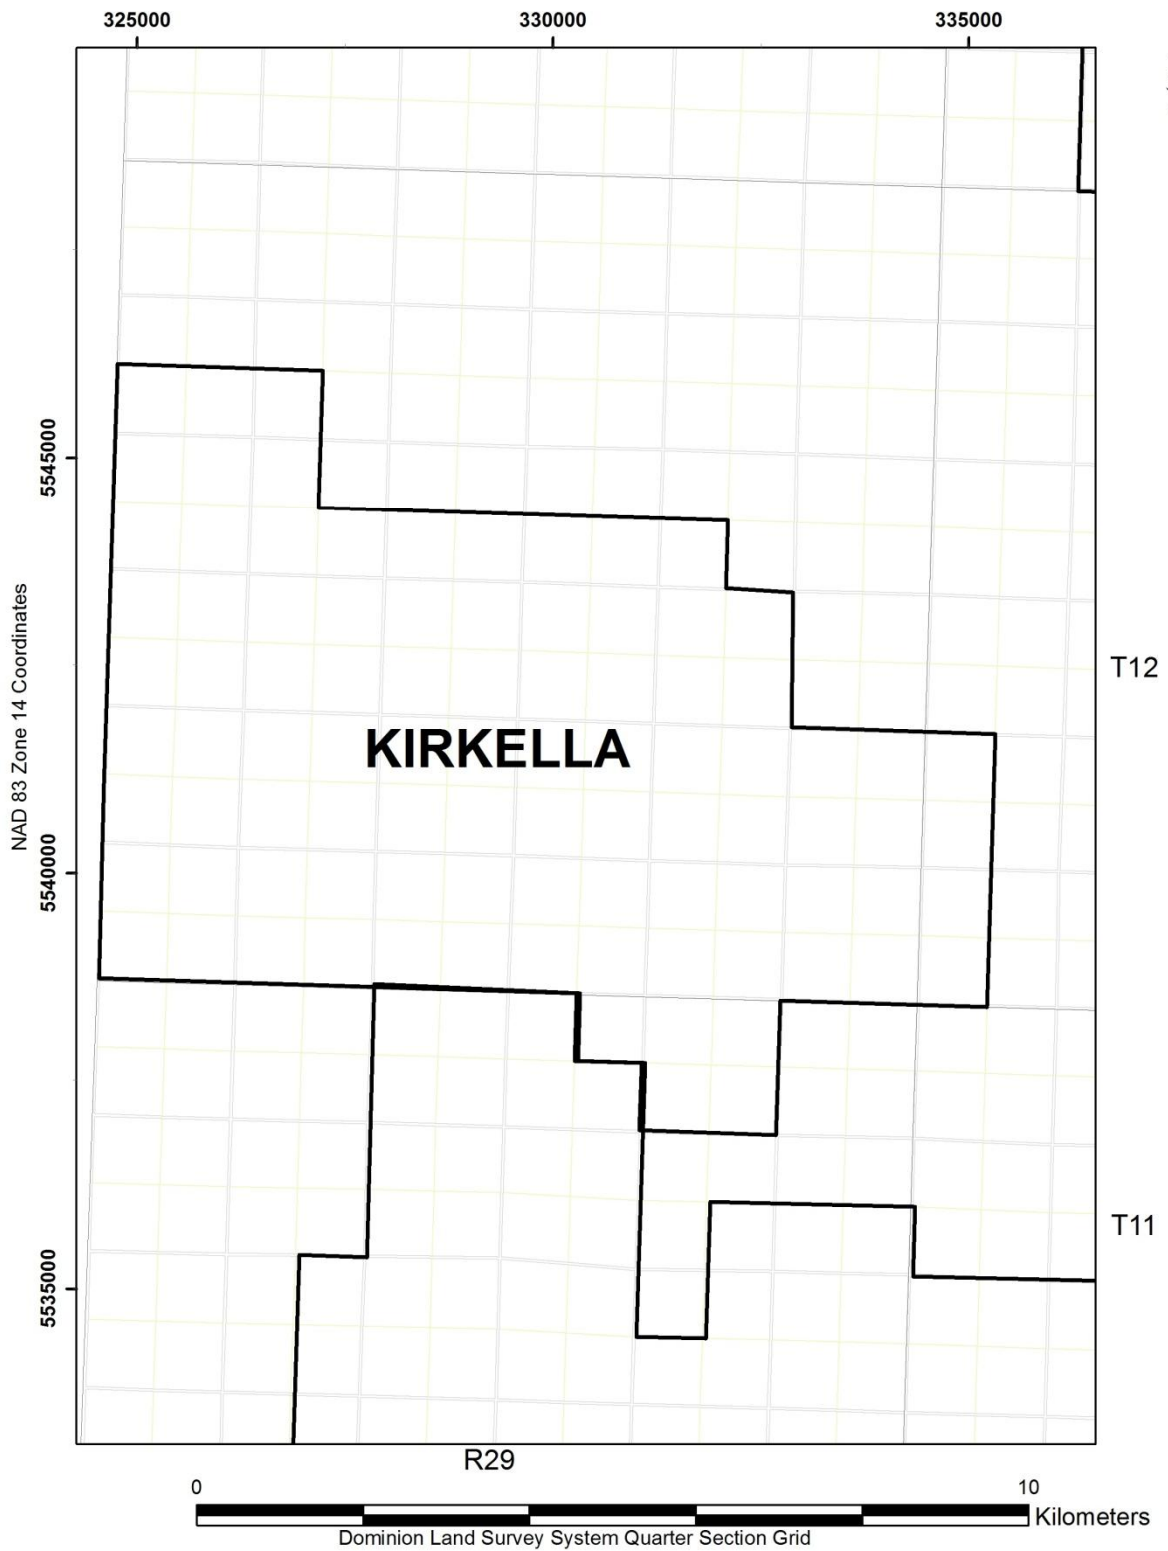 325000
330000
335000
5545000
T12
NAD 83 Zone 14 Coordinates
KIRKELLA
5540000
T11
5535000
R29
0
10
Kilometers
Dominion Land Survey System Quarter Section Grid